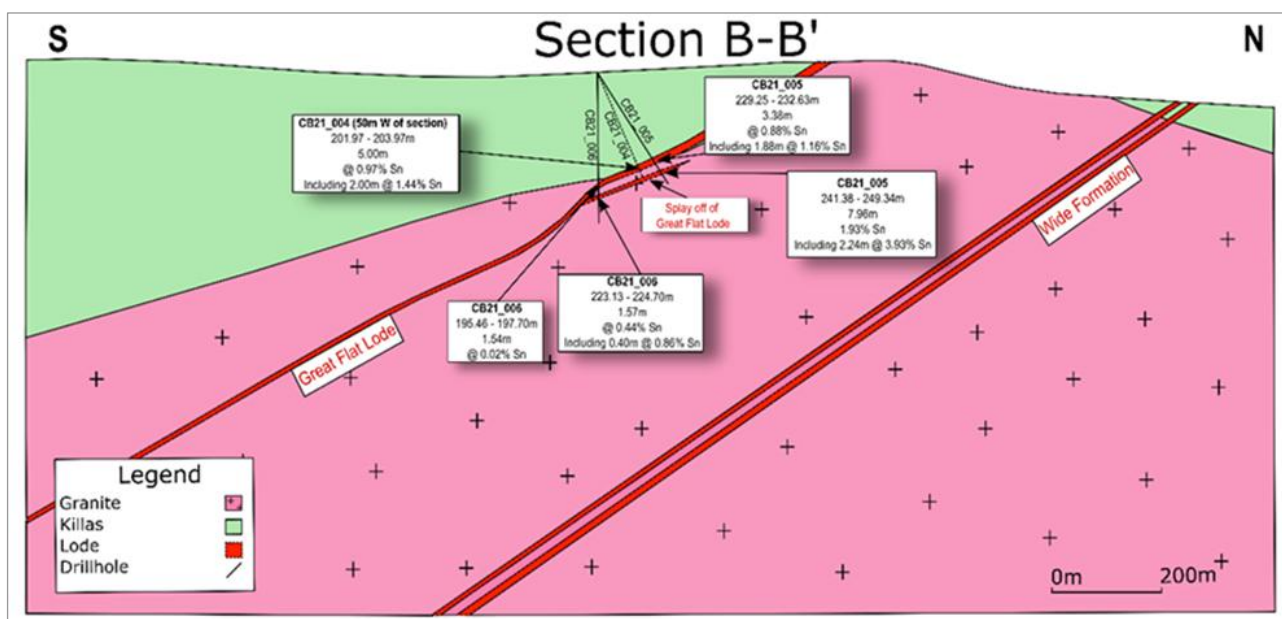 S
Section B-B'
N
CB21_004 (50m W of section)
201.97 - 203.97m
5.00m
@ 0.97% Sn
Including 2.00m @ 1.44% Sn
CB21_006
CB21_004
CB21_005
CB21_005
229.25 - 232.63m
3.38m
@ 0.88% Sn
Including 1.88m @ 1.16% Sn
CB21_005
241.38 - 249.34m
7.96m
1.93% Sn
Including 2.24m @ 3.93% Sn
Splay off of
Great Flat Lode
Wide Formation
CB21_006
223.13 - 224.70m
1.57m
@ 0.44% Sn
Including 0.40m @ 0.86% Sn
CB21_006
195.46 - 197.70m
1.54m
@ 0.02% Sn
Great Flat Lode
Legend
Granite
Killas
Lode
Drillhole
0m 200m